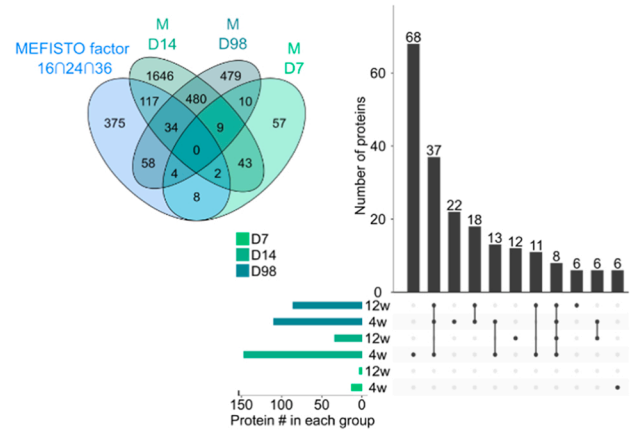 MEFISTO factor
16∩24∩36
M
D14
M
D98
M
D7
1646
479
117
480
10
375
34
9
57
0
58
4
2
43
8
D7
D14
D98
Number of proteins
60
40
20
0
68
37
22
18
13
12
11
8
6
6
6
12w
4w
12w
4w
12w
4w
150
100
50
0
Protein # in each group